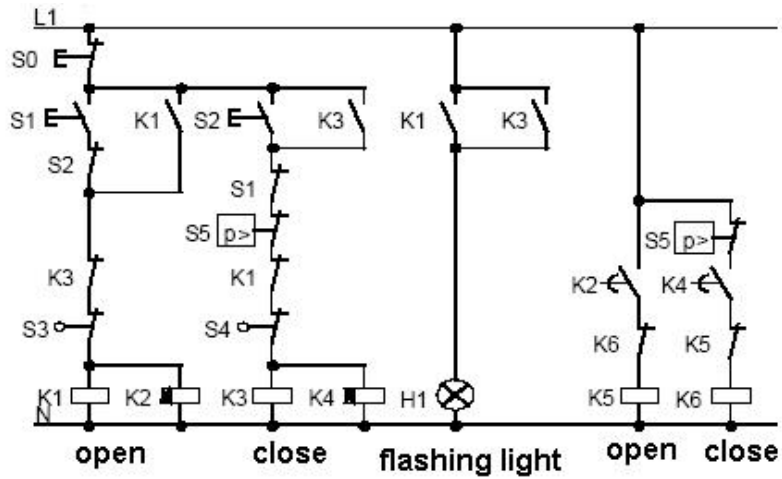 L1
S0
S1 K1 S2 K3 K1 K3
S2
S1
S5 p> S5 p>
K3 K1 K2 K4
S3 S4 K6 K5
K1 K2 K3 K4 H1 K5 K6
N
open close flashing light open close